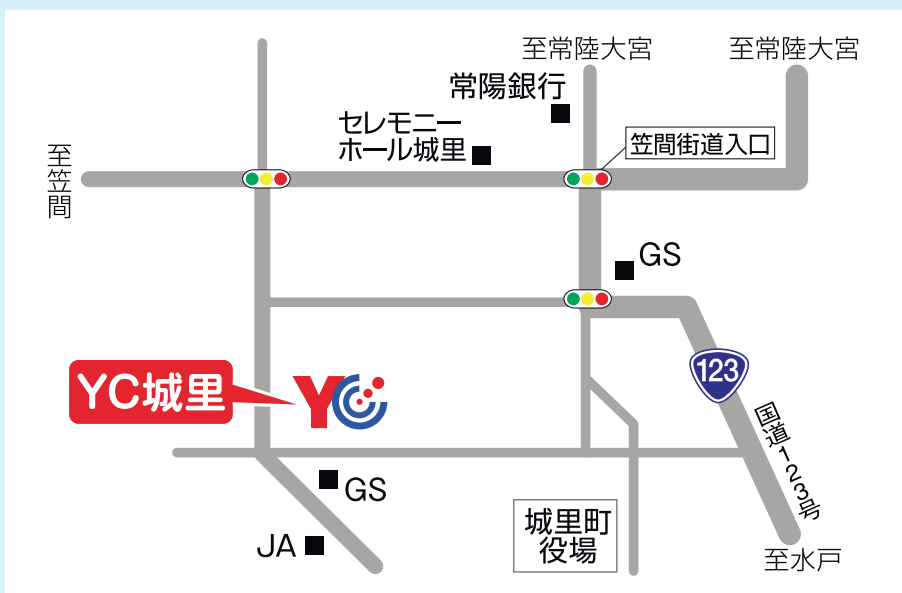 至常陸大宮
至常陸大宮
常陽銀行
セレモニー
ホール城里
笠間街道入口
至笠間
GS
123
YC城里
YC
国道123号
GS
城里町
役場
JA
至水戸